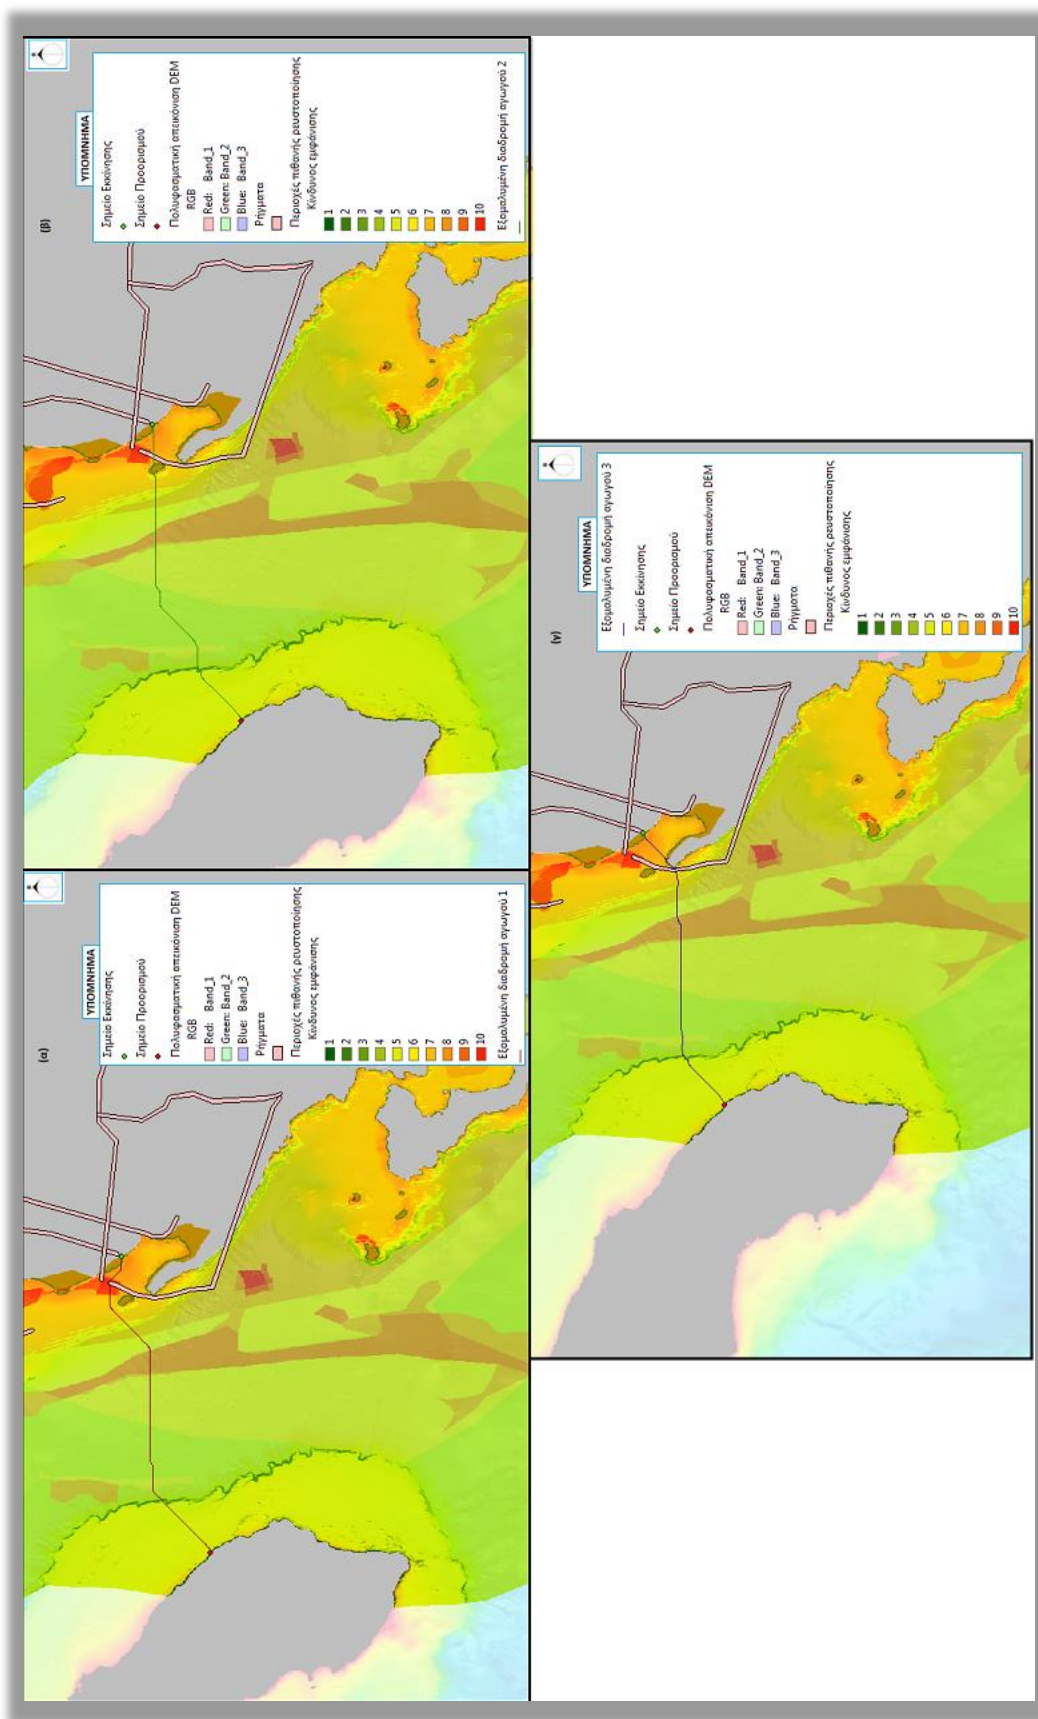 (α)
ΥΠΟΜΝΗΜΑ
Σημείο Εκκίνησης
Σημείο Προορισμού
Πολυφασματική απεικόνιση DEM
RGB
Red: Band_1
Green: Band_2
Blue: Band_3
Ρήγματα
Περιοχές πιθανής ρευστοποίησης
Κίνδυνος εμφάνισης
1
2
3
4
5
6
7
8
9
10
Εξομαλυμένη διαδρομή αγωγού 1
(β)
ΥΠΟΜΝΗΜΑ
Σημείο Εκκίνησης
Σημείο Προορισμού
Πολυφασματική απεικόνιση DEM
RGB
Red: Band_1
Green: Band_2
Blue: Band_3
Ρήγματα
Περιοχές πιθανής ρευστοποίησης
Κίνδυνος εμφάνισης
1
2
3
4
5
6
7
8
9
10
Εξομαλυμένη διαδρομή αγωγού 2
(γ)
ΥΠΟΜΝΗΜΑ
Εξομαλυμένη διαδρομή αγωγού 3
Σημείο Εκκίνησης
Σημείο Προορισμού
Πολυφασματική απεικόνιση DEM
RGB
Red: Band_1
Green: Band_2
Blue: Band_3
Ρήγματα
Περιοχές πιθανής ρευστοποίησης
Κίνδυνος εμφάνισης
1
2
3
4
5
6
7
8
9
10